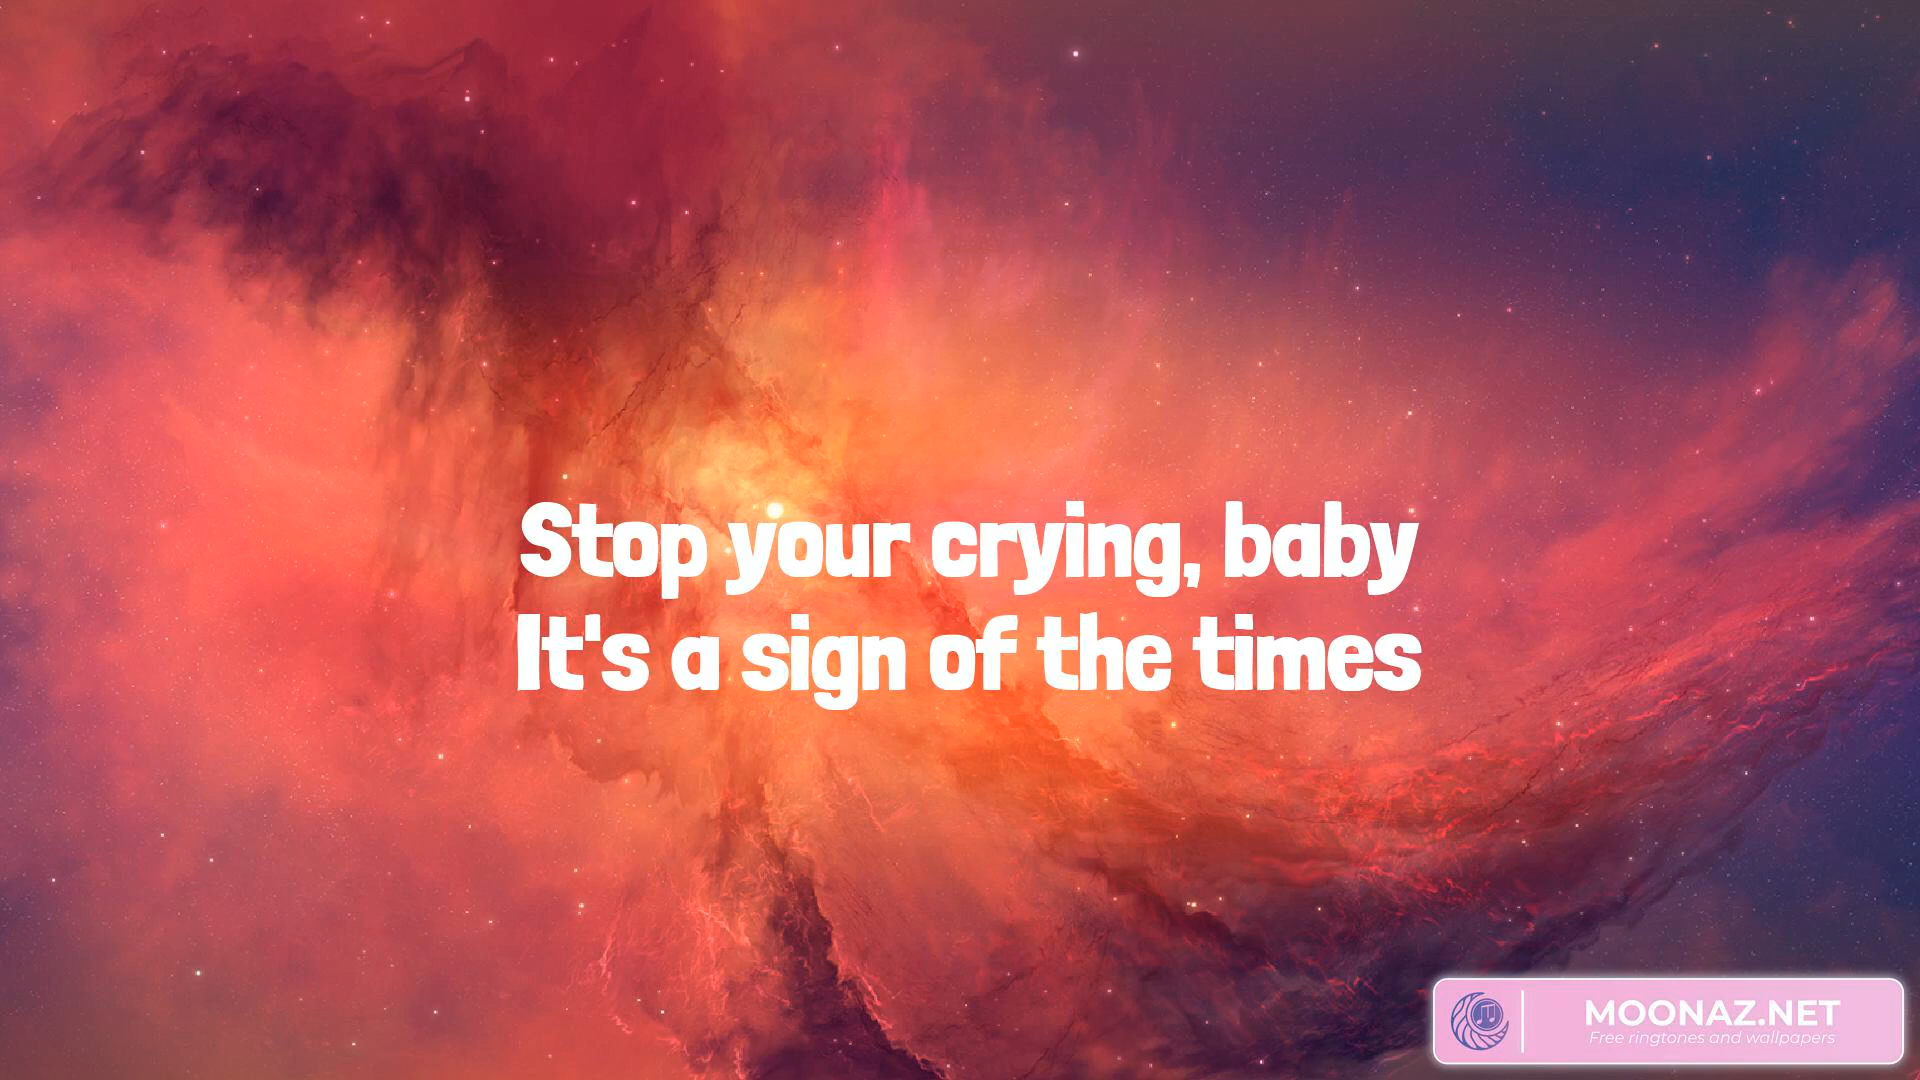 Stop your crying, baby
It's a sign of the times
MOONAZ.NET
Free ringtones and wallpapers